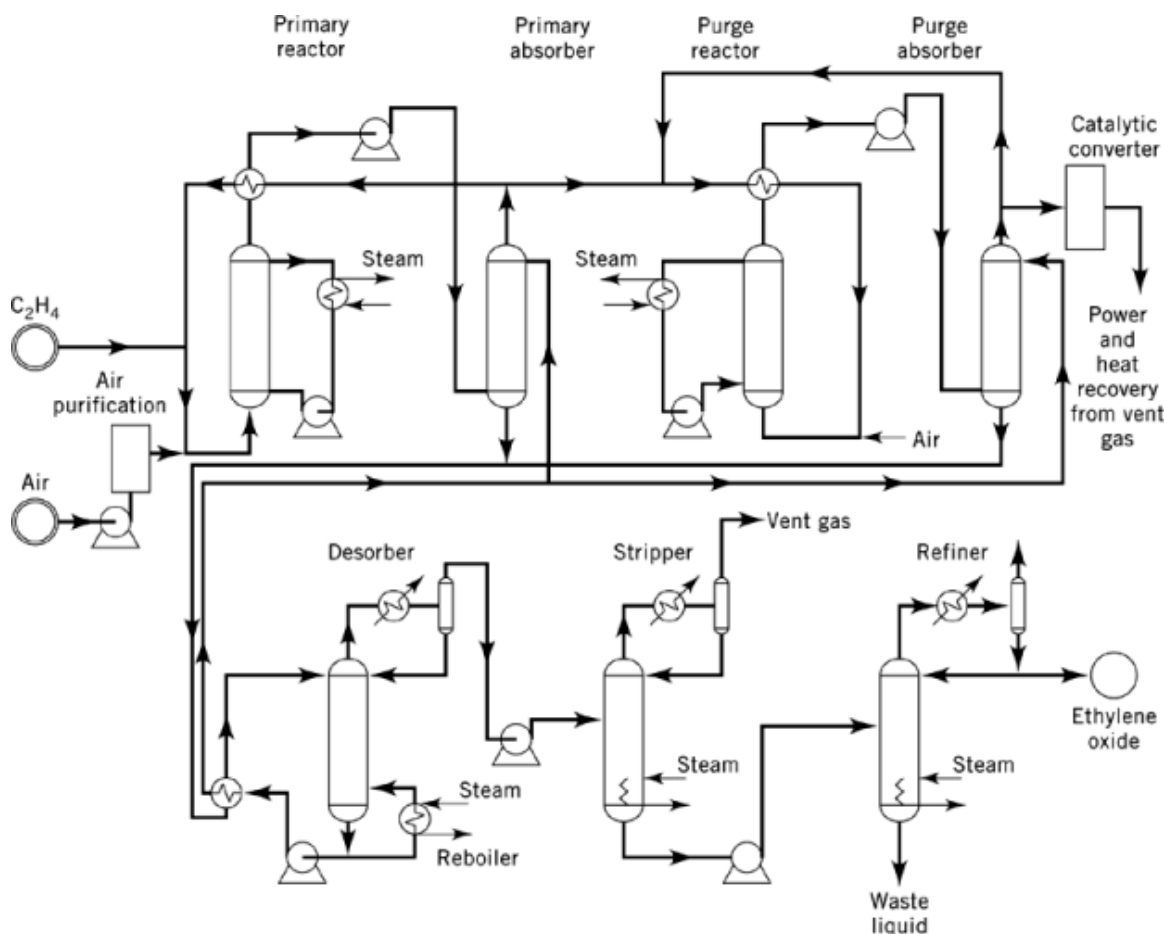 Primary
reactor
Primary
absorber
Purge
reactor
Purge
absorber
Catalytic
converter
Steam
Steam
C₂H₄
Power
and
heat
recovery
from vent
gas
Air
purification
Air
Air
Vent gas
Desorber
Stripper
Refiner
Ethylene
oxide
Steam
Steam
Steam
Reboiler
Waste
liquid